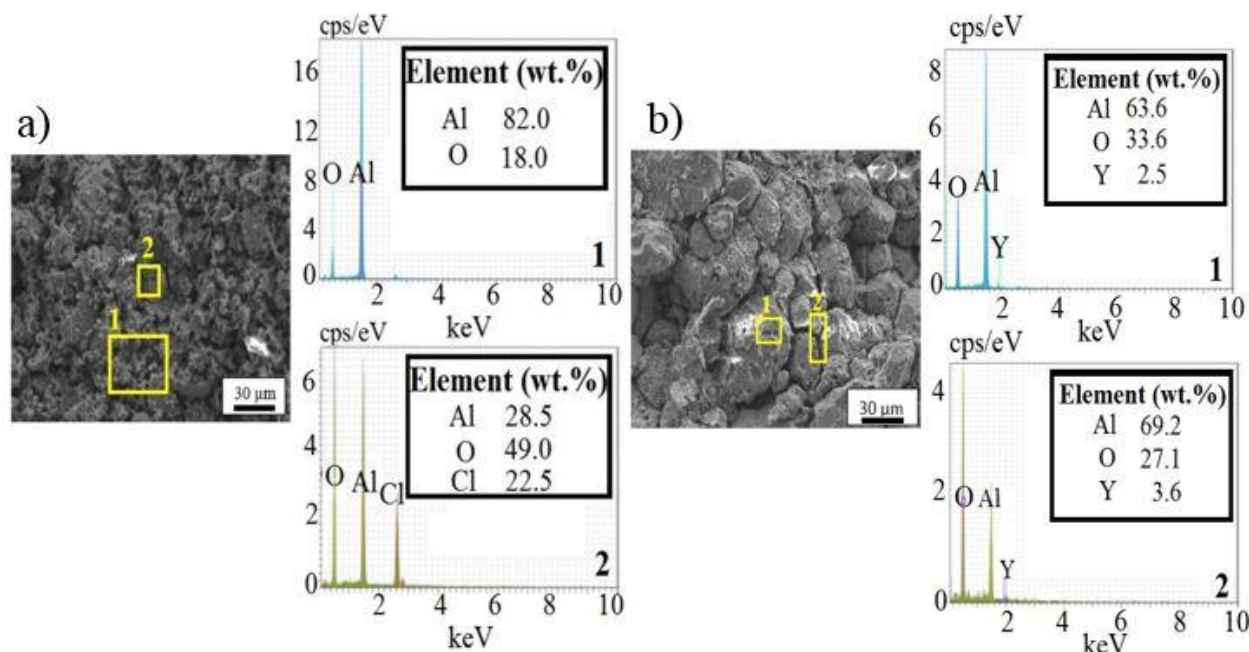 a)
2
1
30 µm
cps/eV
16
12
8
4
0
O Al
Element (wt.%)
Al 82.0
O 18.0
1
2 4 6 8 10
keV
cps/eV
6
4
2
0
O Al Cl
Element (wt.%)
Al 28.5
O 49.0
Cl 22.5
2
2 4 6 8 10
keV
b)
1 2
30 µm
cps/eV
8
6
4
2
0
O Al Y
Element (wt.%)
Al 63.6
O 33.6
Y 2.5
1
2 4 6 8 10
keV
cps/eV
4
2
0
O Al Y
Element (wt.%)
Al 69.2
O 27.1
Y 3.6
2
2 4 6 8 10
keV